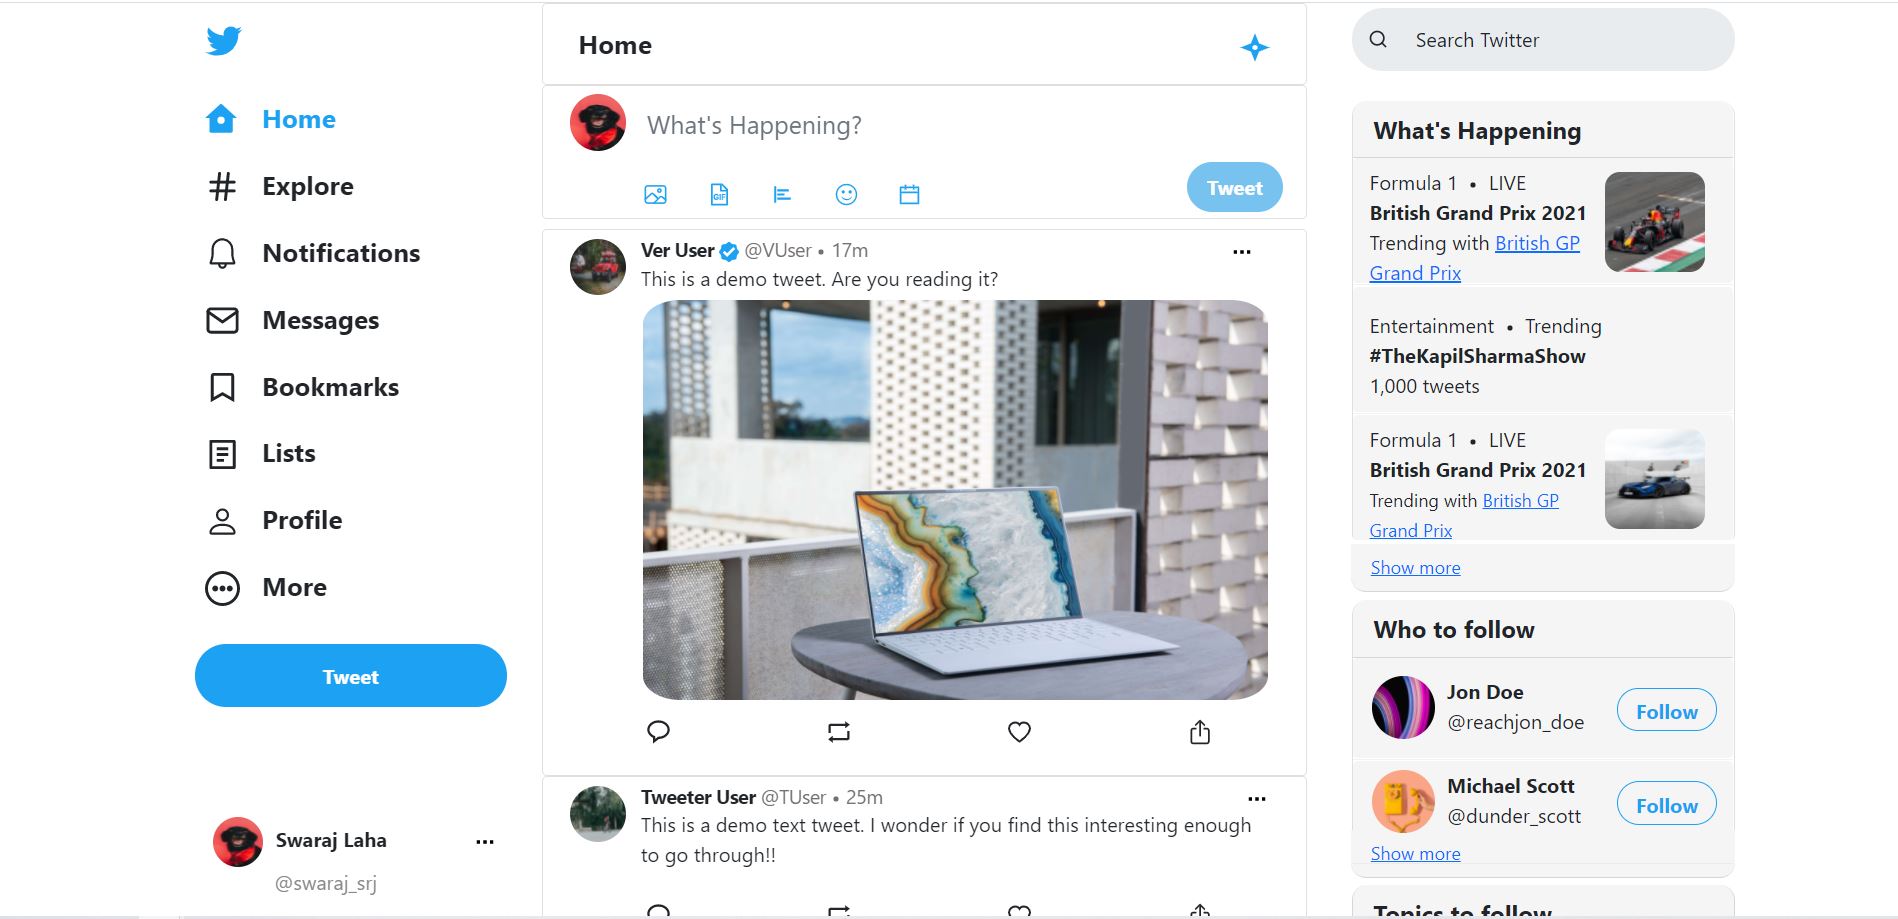 Home
Explore
Notifications
Messages
Bookmarks
Lists
Profile
More
Tweet
Swaraj Laha
@swaraj_srj
Home
What's Happening?
GIF
Tweet
Ver User @VUser • 17m
This is a demo tweet. Are you reading it?
Tweeter User @TUser • 25m
This is a demo text tweet. I wonder if you find this interesting enough
to go through!!
Search Twitter
What's Happening
Formula 1 • LIVE
British Grand Prix 2021
Trending with British GP
Grand Prix
Entertainment • Trending
#TheKapilSharmaShow
1,000 tweets
Formula 1 • LIVE
British Grand Prix 2021
Trending with British GP
Grand Prix
Show more
Who to follow
Jon Doe
@reachjon_doe
Follow
Michael Scott
@dunder_scott
Follow
Show more
Topics to follow